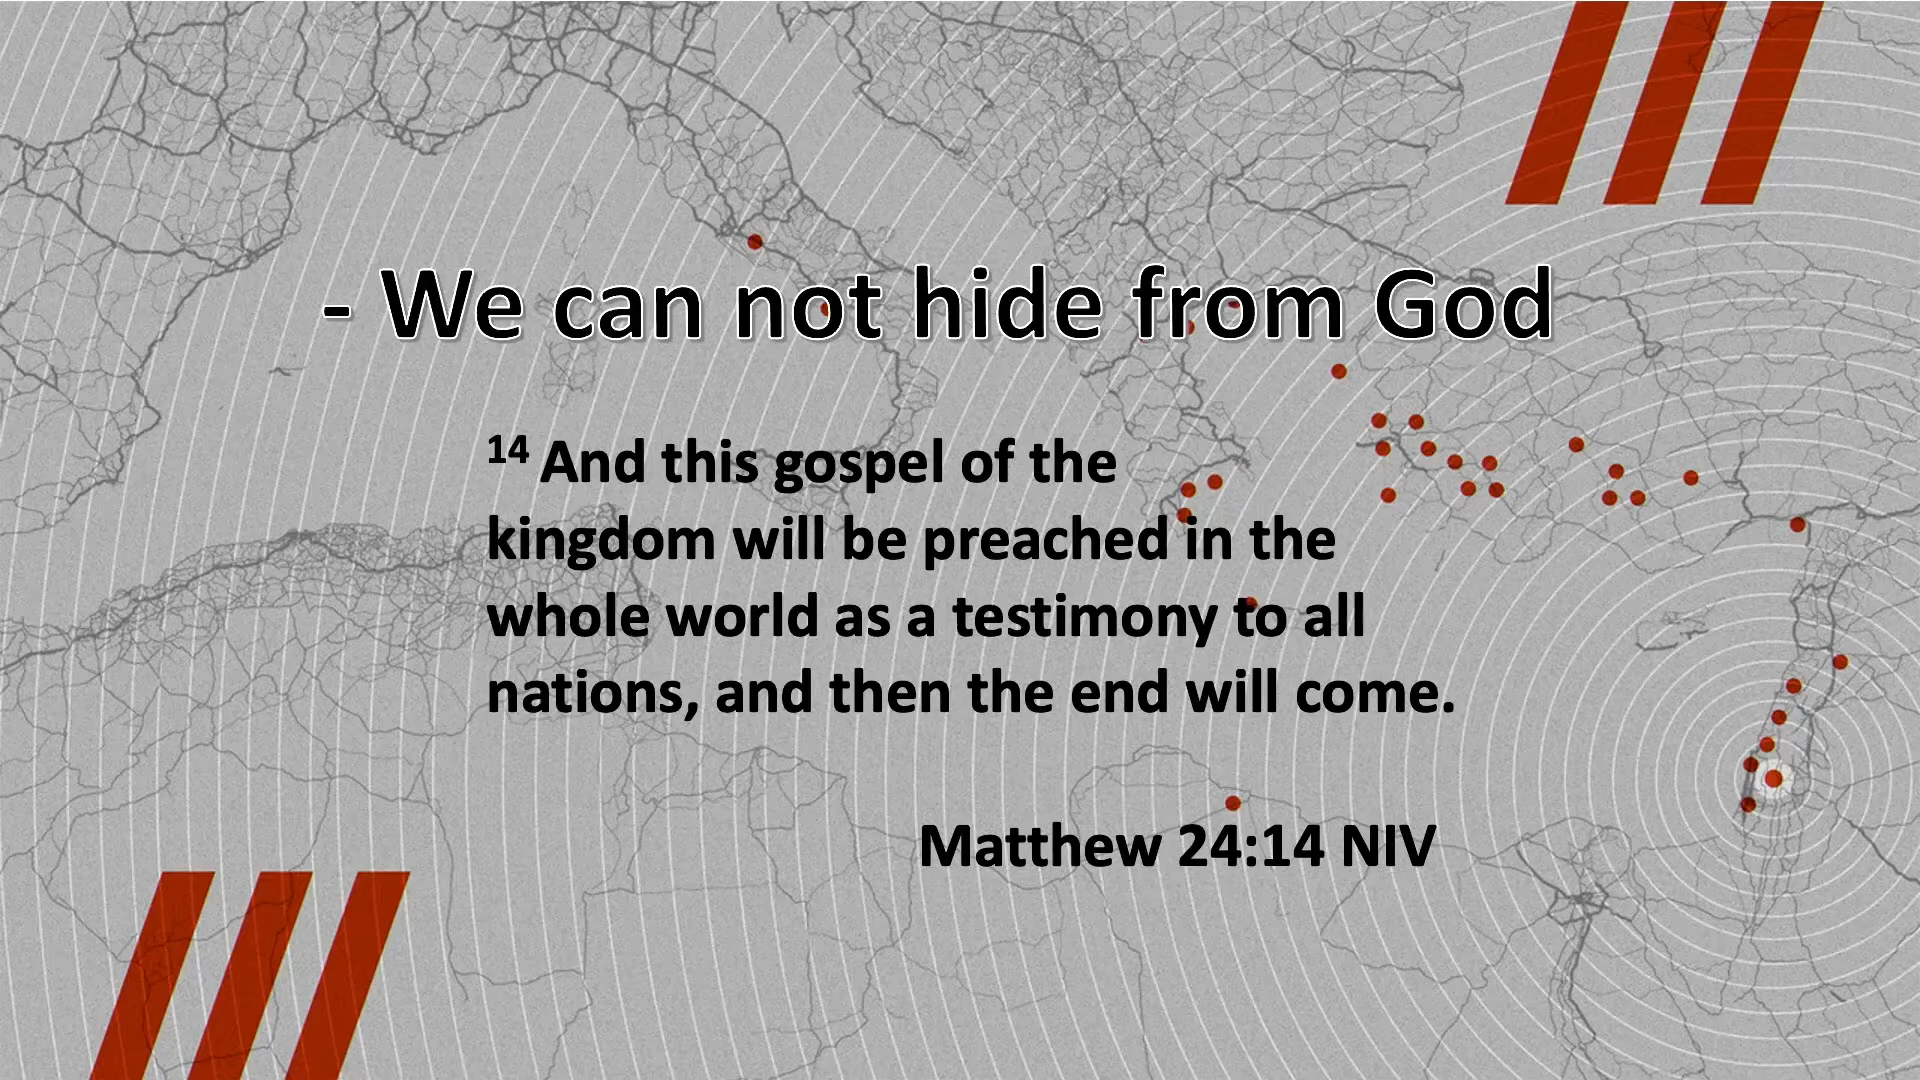 - We can not hide from God
14 And this gospel of the
kingdom will be preached in the
whole world as a testimony to all
nations, and then the end will come.
Matthew 24:14 NIV